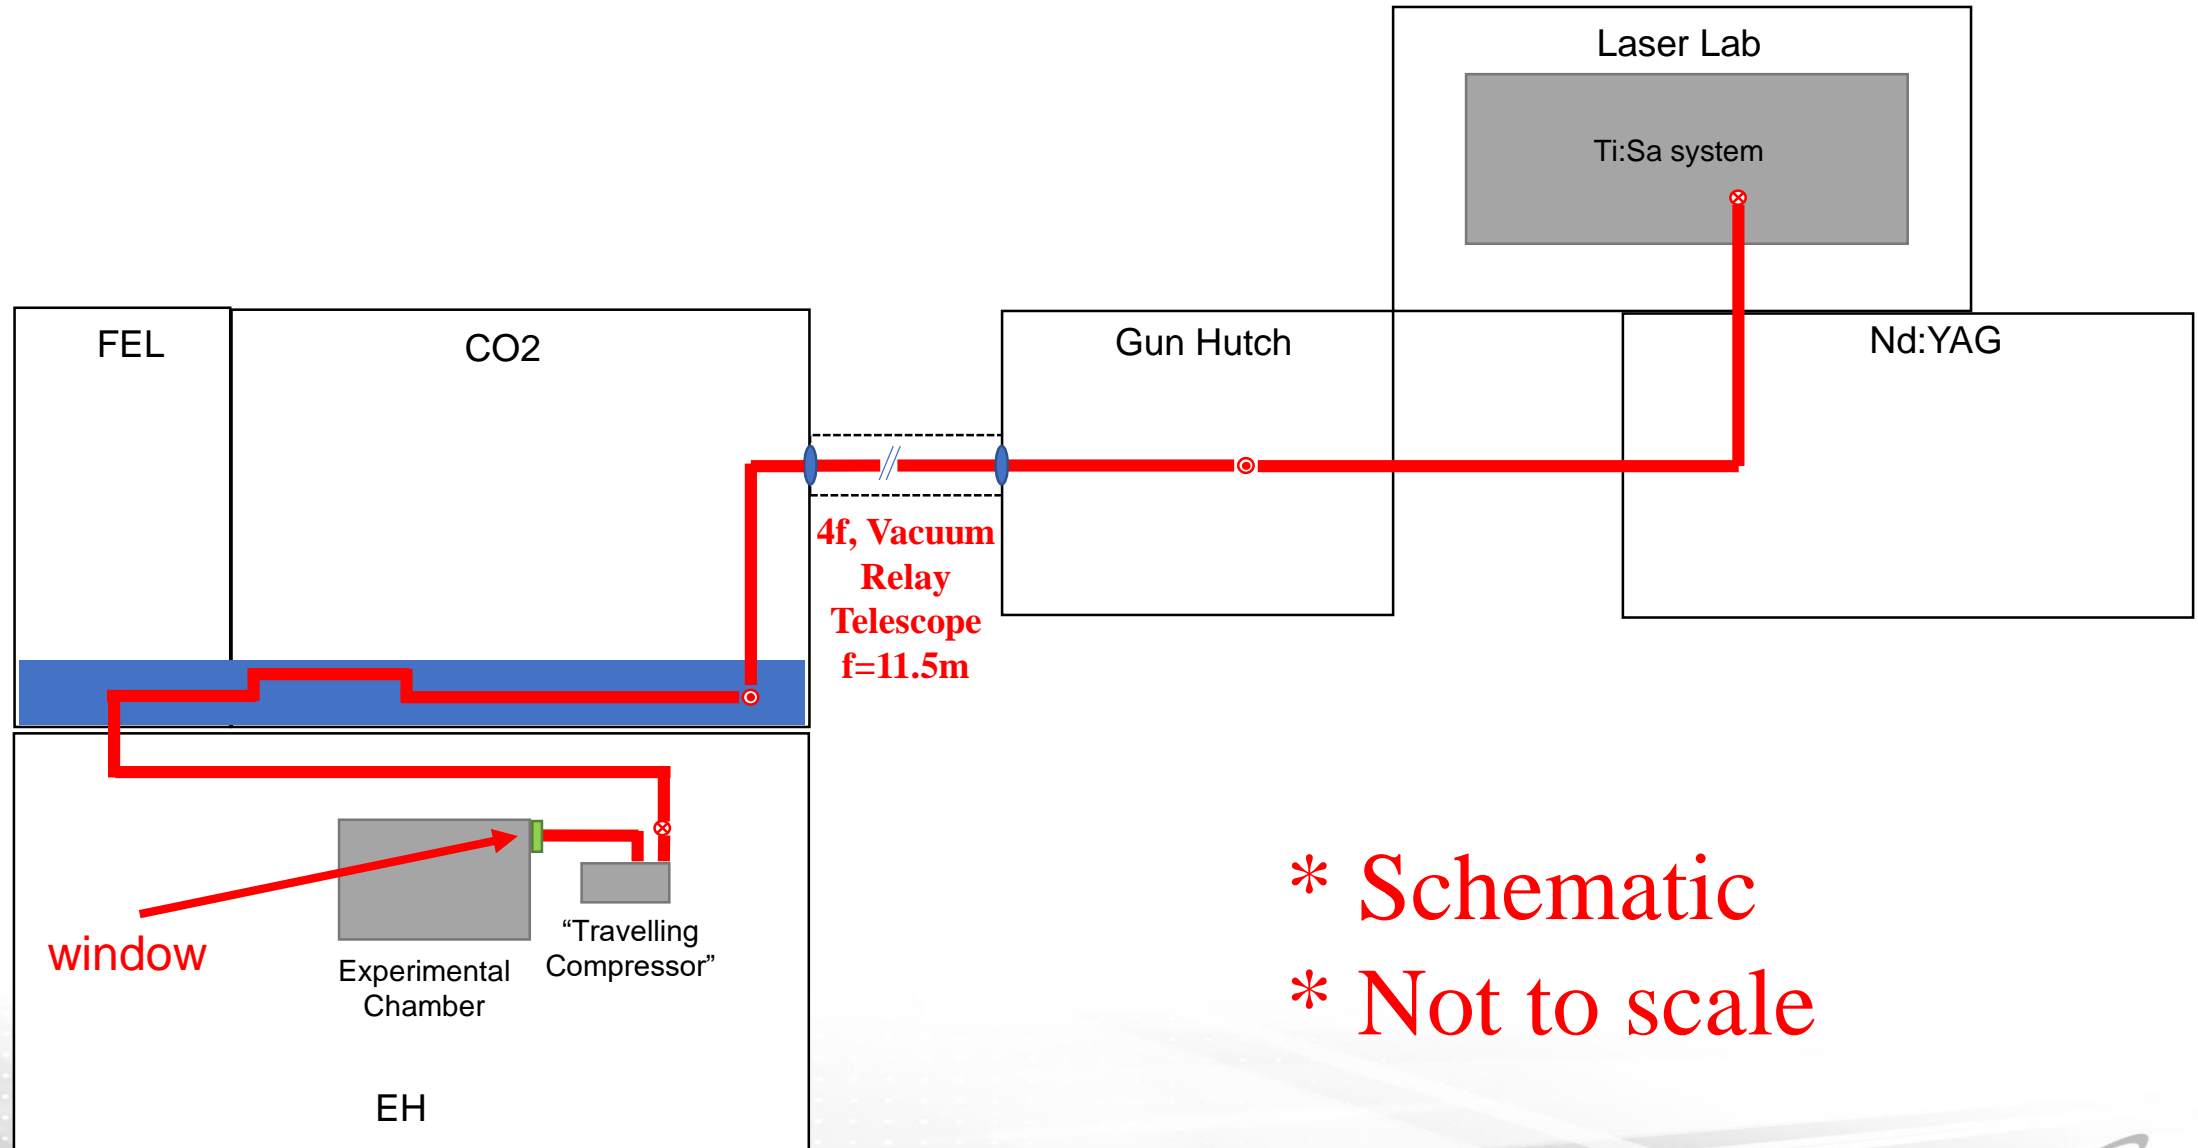 Laser Lab
Ti:Sa system
FEL
CO2
Gun Hutch
Nd:YAG
4f, Vacuum
Relay
Telescope
f=11.5m
window
Experimental
Chamber
“Travelling
Compressor”
EH
* Schematic
* Not to scale